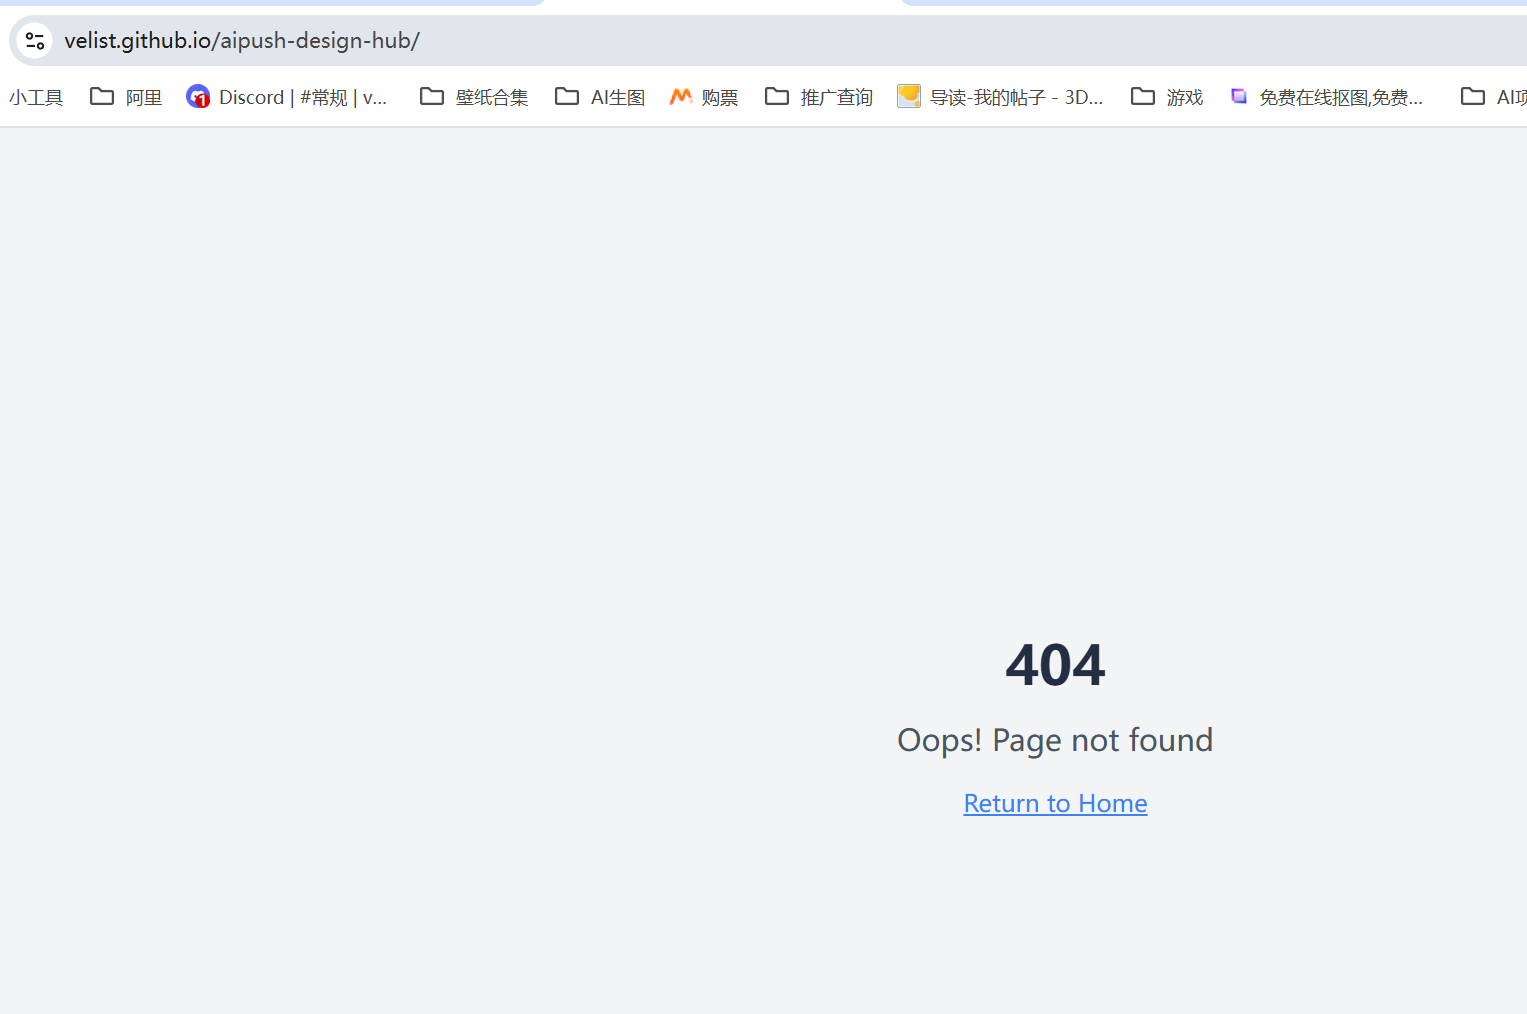 velist.github.io/aipush-design-hub/
小工具 阿里 Discord | #常规 | v... 壁纸合集 AI生图 购票 推广查询 导读-我的帖子 - 3D... 游戏 免费在线抠图,免费... AI项
404
Oops! Page not found
Return to Home